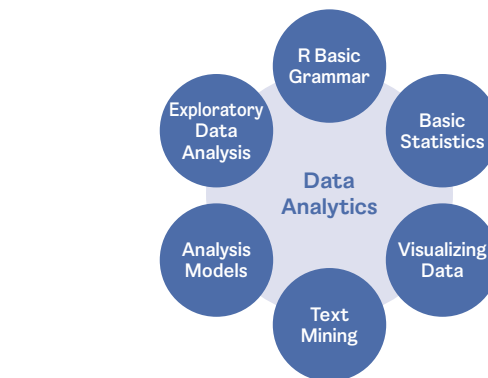 R Basic
Grammar
Exploratory
Data
Analysis
Basic
Statistics
Data
Analytics
Analysis
Models
Visualizing
Data
Text
Mining